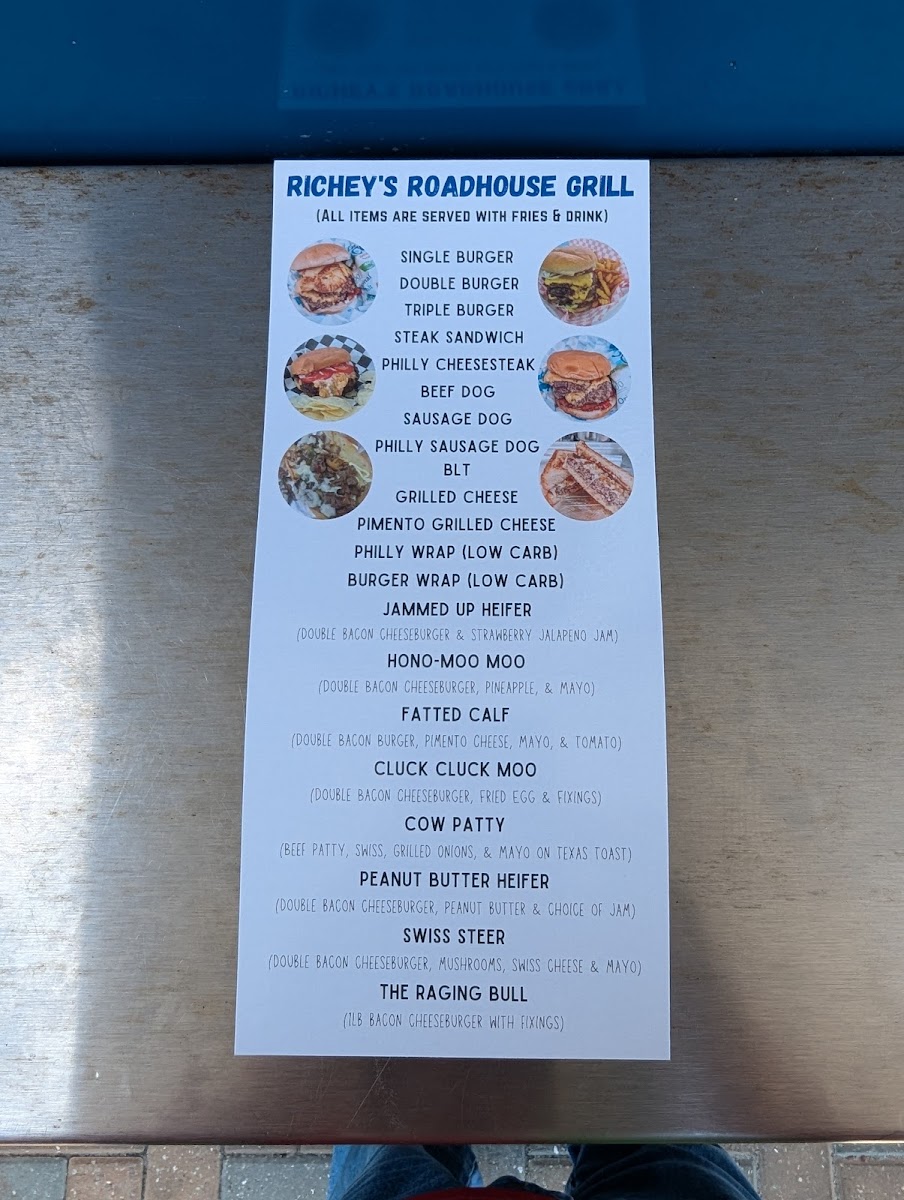 RICHEY'S ROADHOUSE GRILL
(ALL ITEMS ARE SERVED WITH FRIES & DRINK)
SINGLE BURGER
DOUBLE BURGER
TRIPLE BURGER
STEAK SANDWICH
PHILLY CHEESESTEAK
BEEF DOG
SAUSAGE DOG
PHILLY SAUSAGE DOG
BLT
GRILLED CHEESE
PIMENTO GRILLED CHEESE
PHILLY WRAP (LOW CARB)
BURGER WRAP (LOW CARB)
JAMMED UP HEIFER
(DOUBLE BACON CHEESEBURGER & STRAWBERRY JALAPENO JAM)
HONO-MOO MOO
(DOUBLE BACON CHEESEBURGER, PINEAPPLE, & MAYO)
FATTED CALF
(DOUBLE BACON BURGER, PIMENTO CHEESE, MAYO, & TOMATO)
CLUCK CLUCK MOO
(DOUBLE BACON CHEESEBURGER, FRIED EGG & FIXINGS)
COW PATTY
(BEEF PATTY, SWISS, GRILLED ONIONS, & MAYO ON TEXAS TOAST)
PEANUT BUTTER HEIFER
(DOUBLE BACON CHEESEBURGER, PEANUT BUTTER & CHOICE OF JAM)
SWISS STEER
(DOUBLE BACON CHEESEBURGER, MUSHROOMS, SWISS CHEESE & MAYO)
THE RAGING BULL
(1LB BACON CHEESEBURGER WITH FIXINGS)